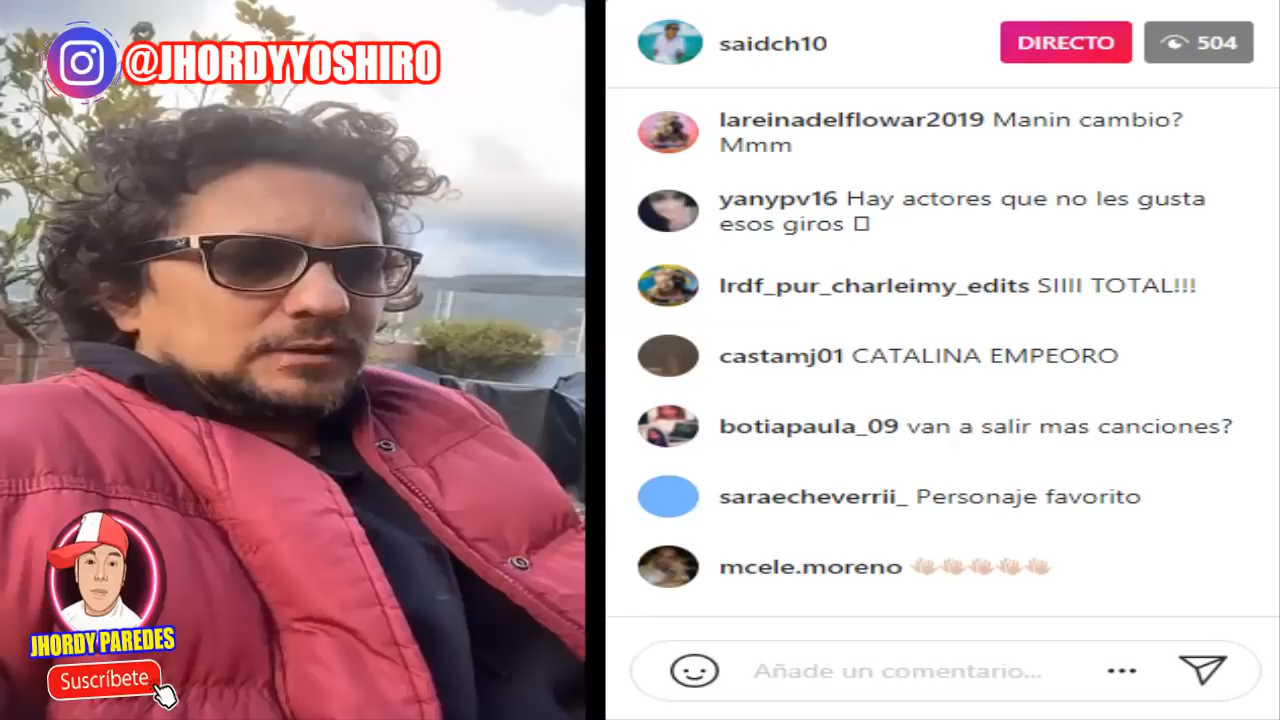 @JHORDYYOSHIRO
saidch10
DIRECTO
504
lareinadelflowar2019 Manin cambio?
Mmm
yanypv16 Hay actores que no les gusta
esos giros
lrdf_pur_charleimy_edits SIIII TOTAL!!!
castamj01 CATALINA EMPEORO
botiapaula_09 van a salir mas canciones?
saraecheverrii_ Personaje favorito
mcele.moreno 👏🏻👏🏻👏🏻👏🏻👏🏻
Añade un comentario...
JHORDY PAREDES
Suscríbete